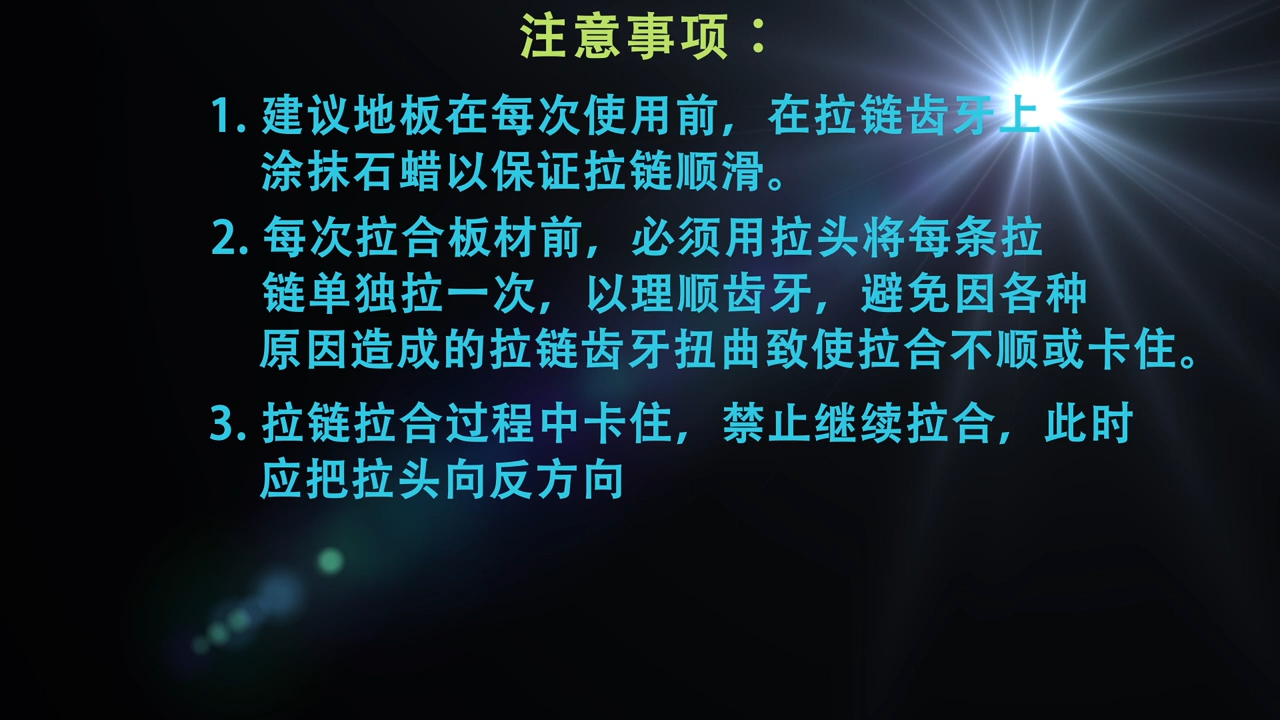 注意事项：
1. 建议地板在每次使用前，在拉链齿牙上
涂抹石蜡以保证拉链顺滑。
2. 每次拉合板材前，必须用拉头将每条拉
链单独拉一次，以理顺齿牙，避免因各种
原因造成的拉链齿牙扭曲致使拉合不顺或卡住。
3. 拉链拉合过程中卡住，禁止继续拉合，此时
应把拉头向反方向